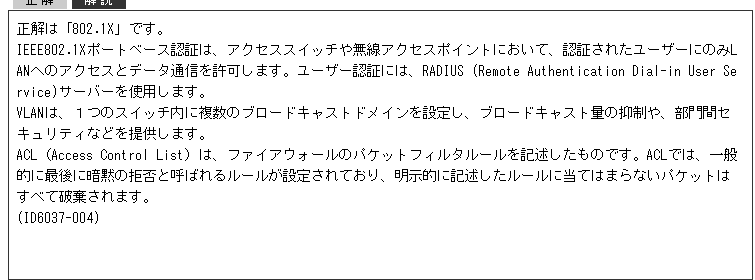 正解 解説
正解は「802.1X」です。
IEEE802.1Xポートベース認証は、アクセススイッチや無線アクセスポイントにおいて、認証されたユーザーにのみL
ANへのアクセスとデータ通信を許可します。ユーザー認証には、RADIUS (Remote Authentication Dial-in User Se
rvice)サーバーを使用します。
VLANは、１つのスイッチ内に複数のブロードキャストドメインを設定し、ブロードキャスト量の抑制や、部門間セ
キュリティなどを提供します。
ACL (Access Control List) は、ファイアウォールのパケットフィルタルールを記述したものです。ACLでは、一般
的に最後に暗黙の拒否と呼ばれるルールが設定されており、明示的に記述したルールに当てはまらないパケットは
すべて破棄されます。
(ID6037-004)